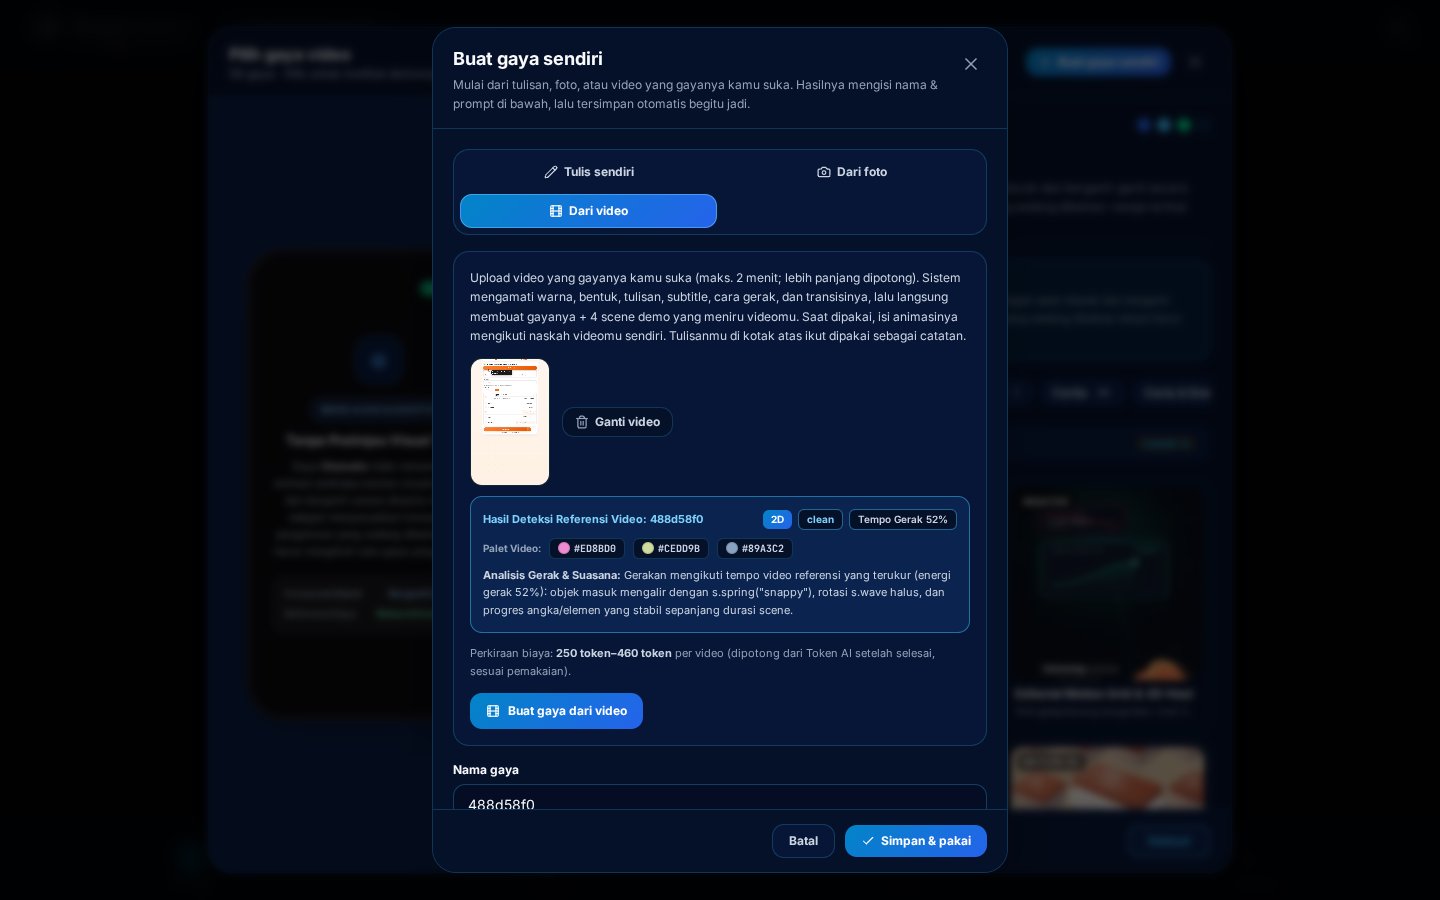 Buat gaya sendiri
Mulai dari tulisan, foto, atau video yang gayanya kamu suka. Hasilnya mengisi nama &
prompt di bawah, lalu tersimpan otomatis begitu jadi.
Tulis sendiri
Dari foto
Dari video
Upload video yang gayanya kamu suka (maks. 2 menit; lebih panjang dipotong). Sistem
mengamati warna, bentuk, tulisan, subtitle, cara gerak, dan transisinya, lalu langsung
membuat gayanya + 4 scene demo yang meniru videomu. Saat dipakai, isi animasinya
mengikuti naskah videomu sendiri. Tulisanmu di kotak atas ikut dipakai sebagai catatan.
Ganti video
Hasil Deteksi Referensi Video: 488d58f0
2D
clean
Tempo Gerak 52%
Palet Video:
#ED8BD0
#CEDD9B
#89A3C2
Analisis Gerak & Suasana: Gerakan mengikuti tempo video referensi yang terukur (energi
gerak 52%): objek masuk mengalir dengan s.spring("snappy"), rotasi s.wave halus, dan
progres angka/elemen yang stabil sepanjang durasi scene.
Perkiraan biaya: 250 token–460 token per video (dipotong dari Token AI setelah selesai,
sesuai pemakaian).
Buat gaya dari video
Nama gaya
488d58f0
Batal
Simpan & pakai
Pilih gaya video